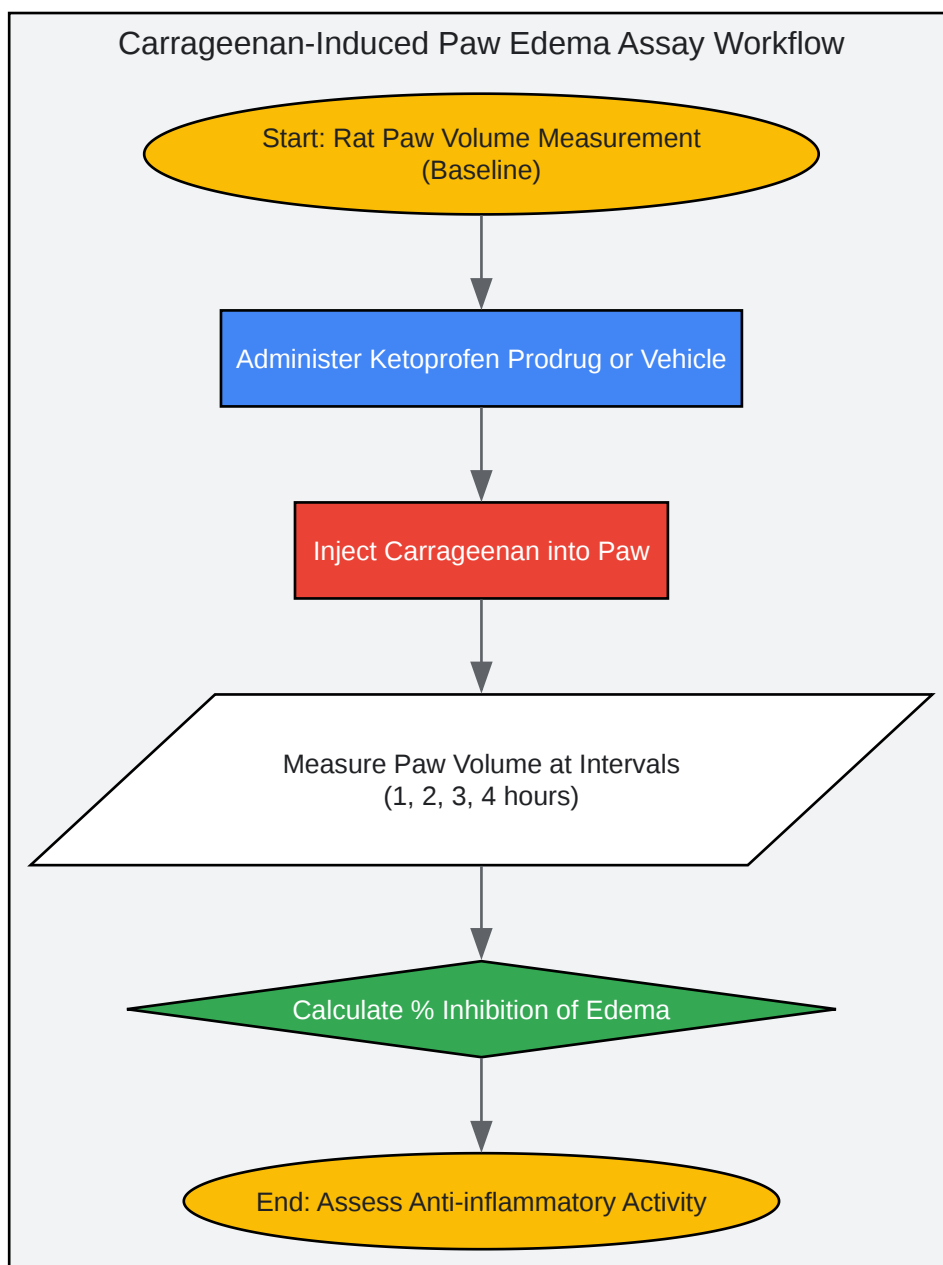 Carrageenan-Induced Paw Edema Assay Workflow
Start: Rat Paw Volume Measurement
(Baseline)
Administer Ketoprofen Prodrug or Vehicle
Inject Carrageenan into Paw
Measure Paw Volume at Intervals
(1, 2, 3, 4 hours)
Calculate % Inhibition of Edema
End: Assess Anti-inflammatory Activity